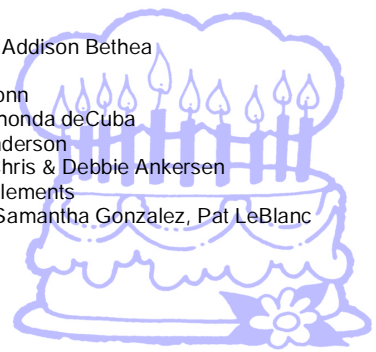 Addison Bethea
onn
honda deCuba
nderson
hris & Debbie Ankersen
lements
Samantha Gonzalez, Pat LeBlanc